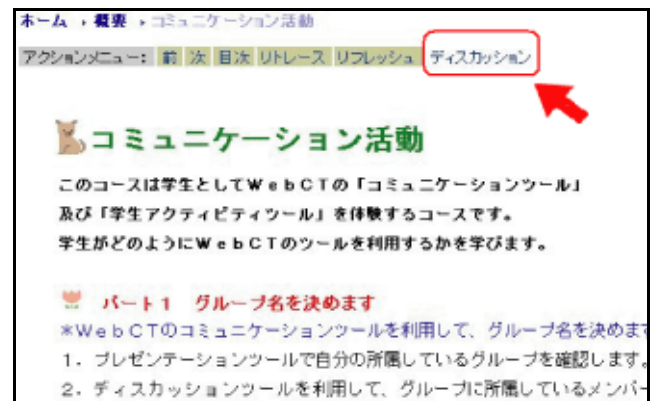 ホーム › 概要 › コミュニケーション活動
アクションメニュー: 前 次 目次 リトレース リフレッシュ ディスカッション
コミュニケーション活動
このコースは学生としてWebCTの「コミュニケーションツール」
及び「学生アクティビティツール」を体験するコースです。
学生がどのようにWebCTのツールを利用するかを学びます。
パート1 グループ名を決めます
*WebCTのコミュニケーションツールを利用して、グループ名を決めます
1. プレゼンテーションツールで自分の所属しているグループを確認します。
2. ディスカッションツールを利用して、グループに所属しているメンバー